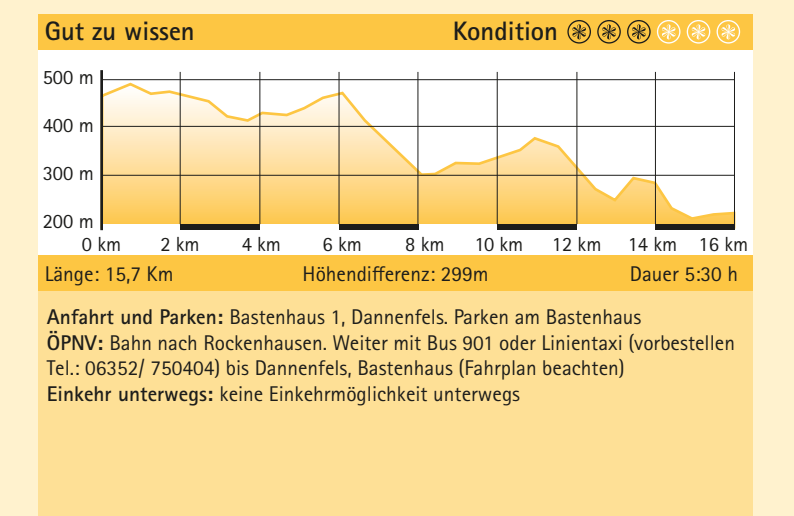 Gut zu wissen Kondition
500 m
400 m
300 m
200 m
0 km 2 km 4 km 6 km 8 km 10 km 12 km 14 km 16 km
Länge: 15,7 Km Höhendifferenz: 299m Dauer 5:30 h
Anfahrt und Parken: Bastenhaus 1, Dannenfels. Parken am Bastenhaus
ÖPNV: Bahn nach Rockenhausen. Weiter mit Bus 901 oder Linientaxi (vorbestellen
Tel.: 06352/ 750404) bis Dannenfels, Bastenhaus (Fahrplan beachten)
Einkehr unterwegs: keine Einkehrmöglichkeit unterwegs